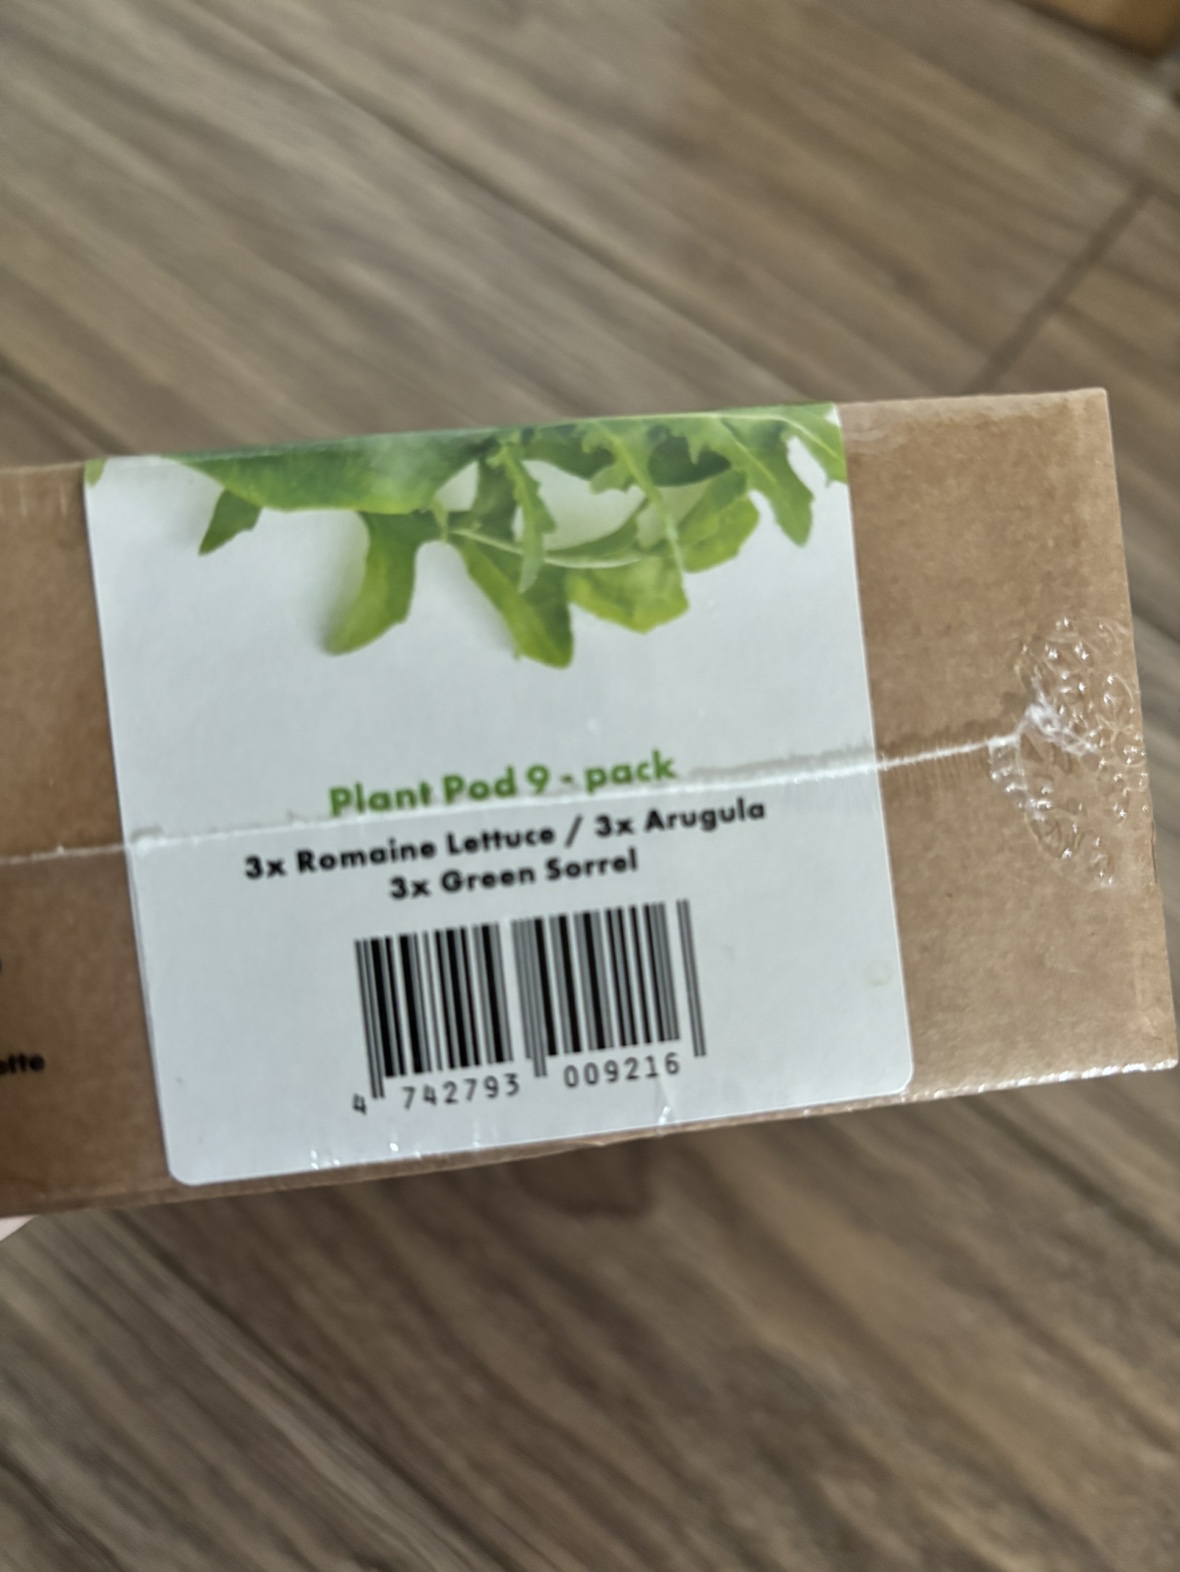 Plant Pod 9 - pack
3x Romaine Lettuce / 3x Arugula
3x Green Sorrel
4 742793 009216